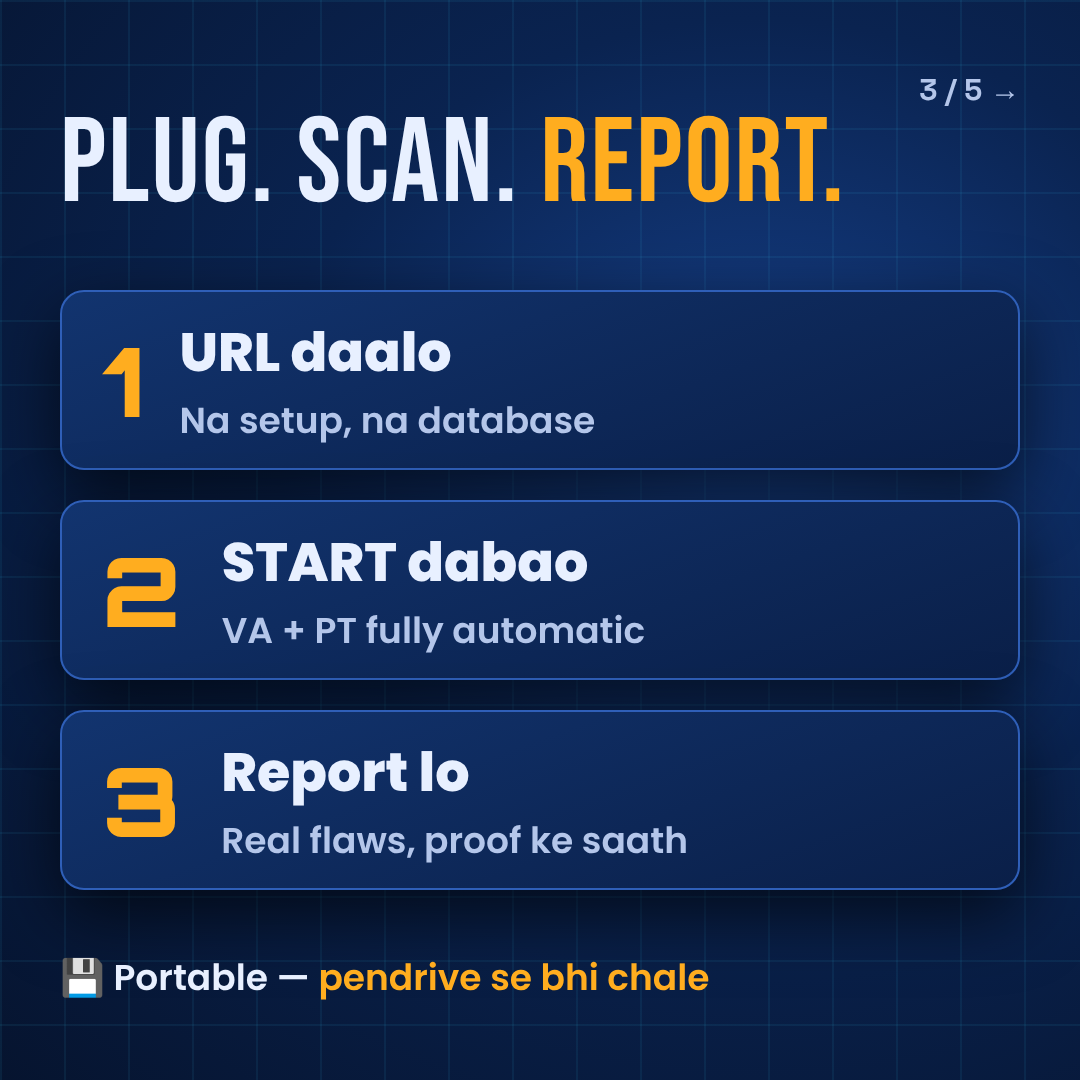 3 / 5 →
PLUG. SCAN. REPORT.
1
URL daalo
Na setup, na database
2
START dabao
VA + PT fully automatic
3
Report lo
Real flaws, proof ke saath
💾 Portable — pendrive se bhi chale